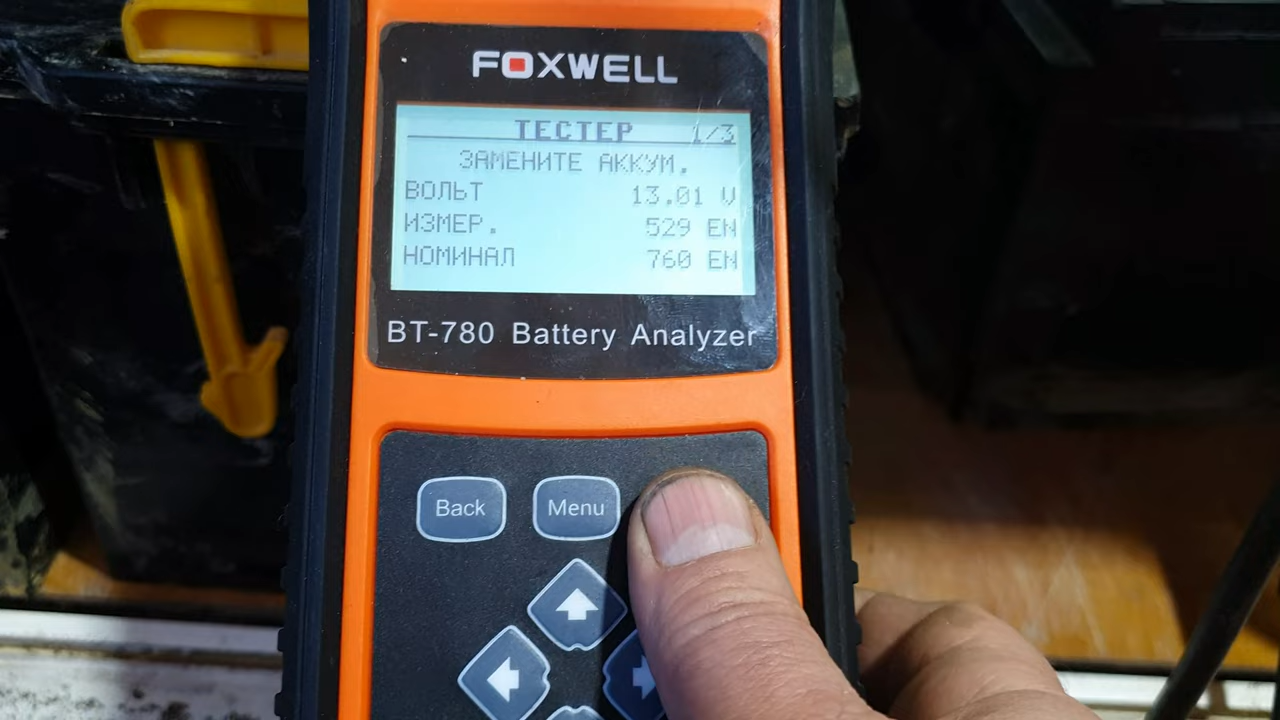 FOXWELL
ТЕСТЕР 1/3
ЗАМЕНИТЕ АККУМ.
ВОЛЬТ 13.01 V
ИЗМЕР. 529 EN
НОМИНАЛ 760 EN
BT-780 Battery Analyzer
Back Menu